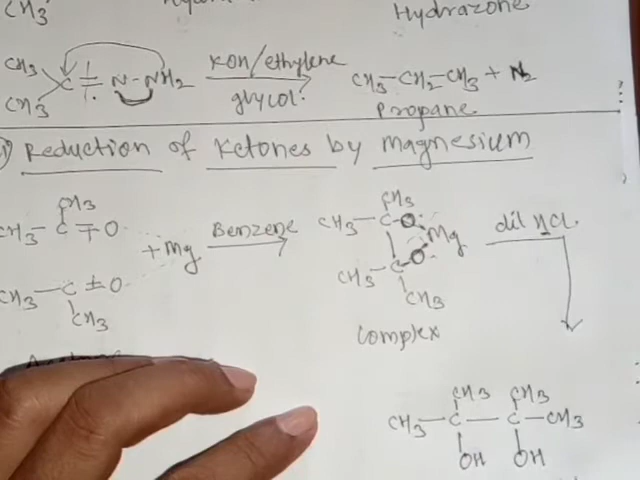 CH3
Hydrazone
CH3
CH3 C = N - NH2 KOH/ethylene glycol. CH3-CH2-CH3 + N2
Propane
Reduction of Ketones by magnesium
CH3
CH3- C = O
+ Mg Benzene
CH3 - C = O
CH3
CH3
CH3 - C - O
Mg dil HCl.
CH3 - C - O
CH3
Complex
CH3 CH3
CH3 - C - C - CH3
OH OH